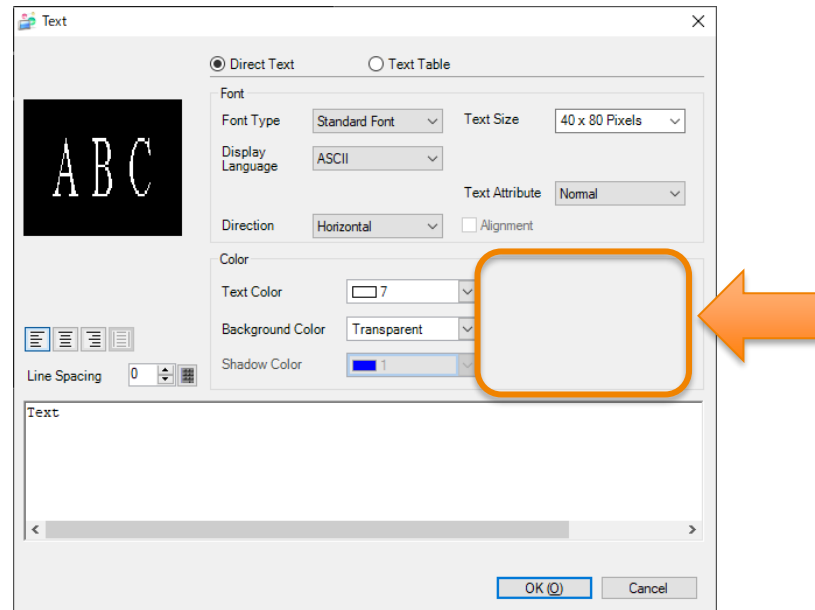 Text
Direct Text
Text Table
Font
Font Type
Standard Font
Text Size
40 x 80 Pixels
Display
Language
ASCII
Text Attribute
Normal
Direction
Horizontal
Alignment
ABC
Color
Text Color
7
Background Color
Transparent
Shadow Color
1
Line Spacing
0
Text
OK(O)
Cancel